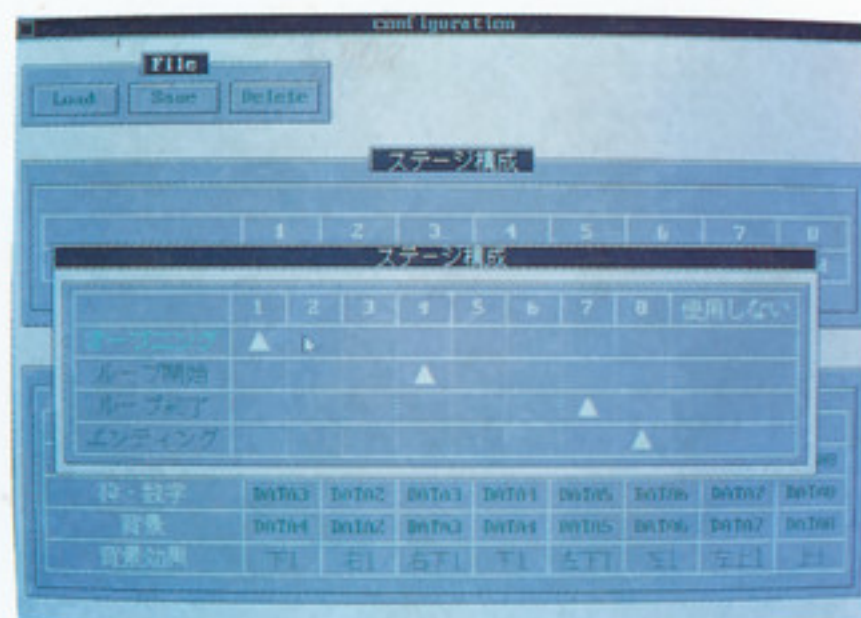 configuration
File
Load Save Delete
ステージ構成
1 2 3 4 5 6 7 8
ステージ構成
1 2 3 4 5 6 7 8 使用しない
オープニング
ループ開始
ループ終了
エンディング
枠・数字 DATA3 DATA2 DATA3 DATA4 DATA5 DATA6 DATA7 DATA8
背景 DATA4 DATA2 DATA3 DATA4 DATA5 DATA6 DATA7 DATA8
背景効果 下1 右1 右下1 下1 左下1 左1 左上1 上1